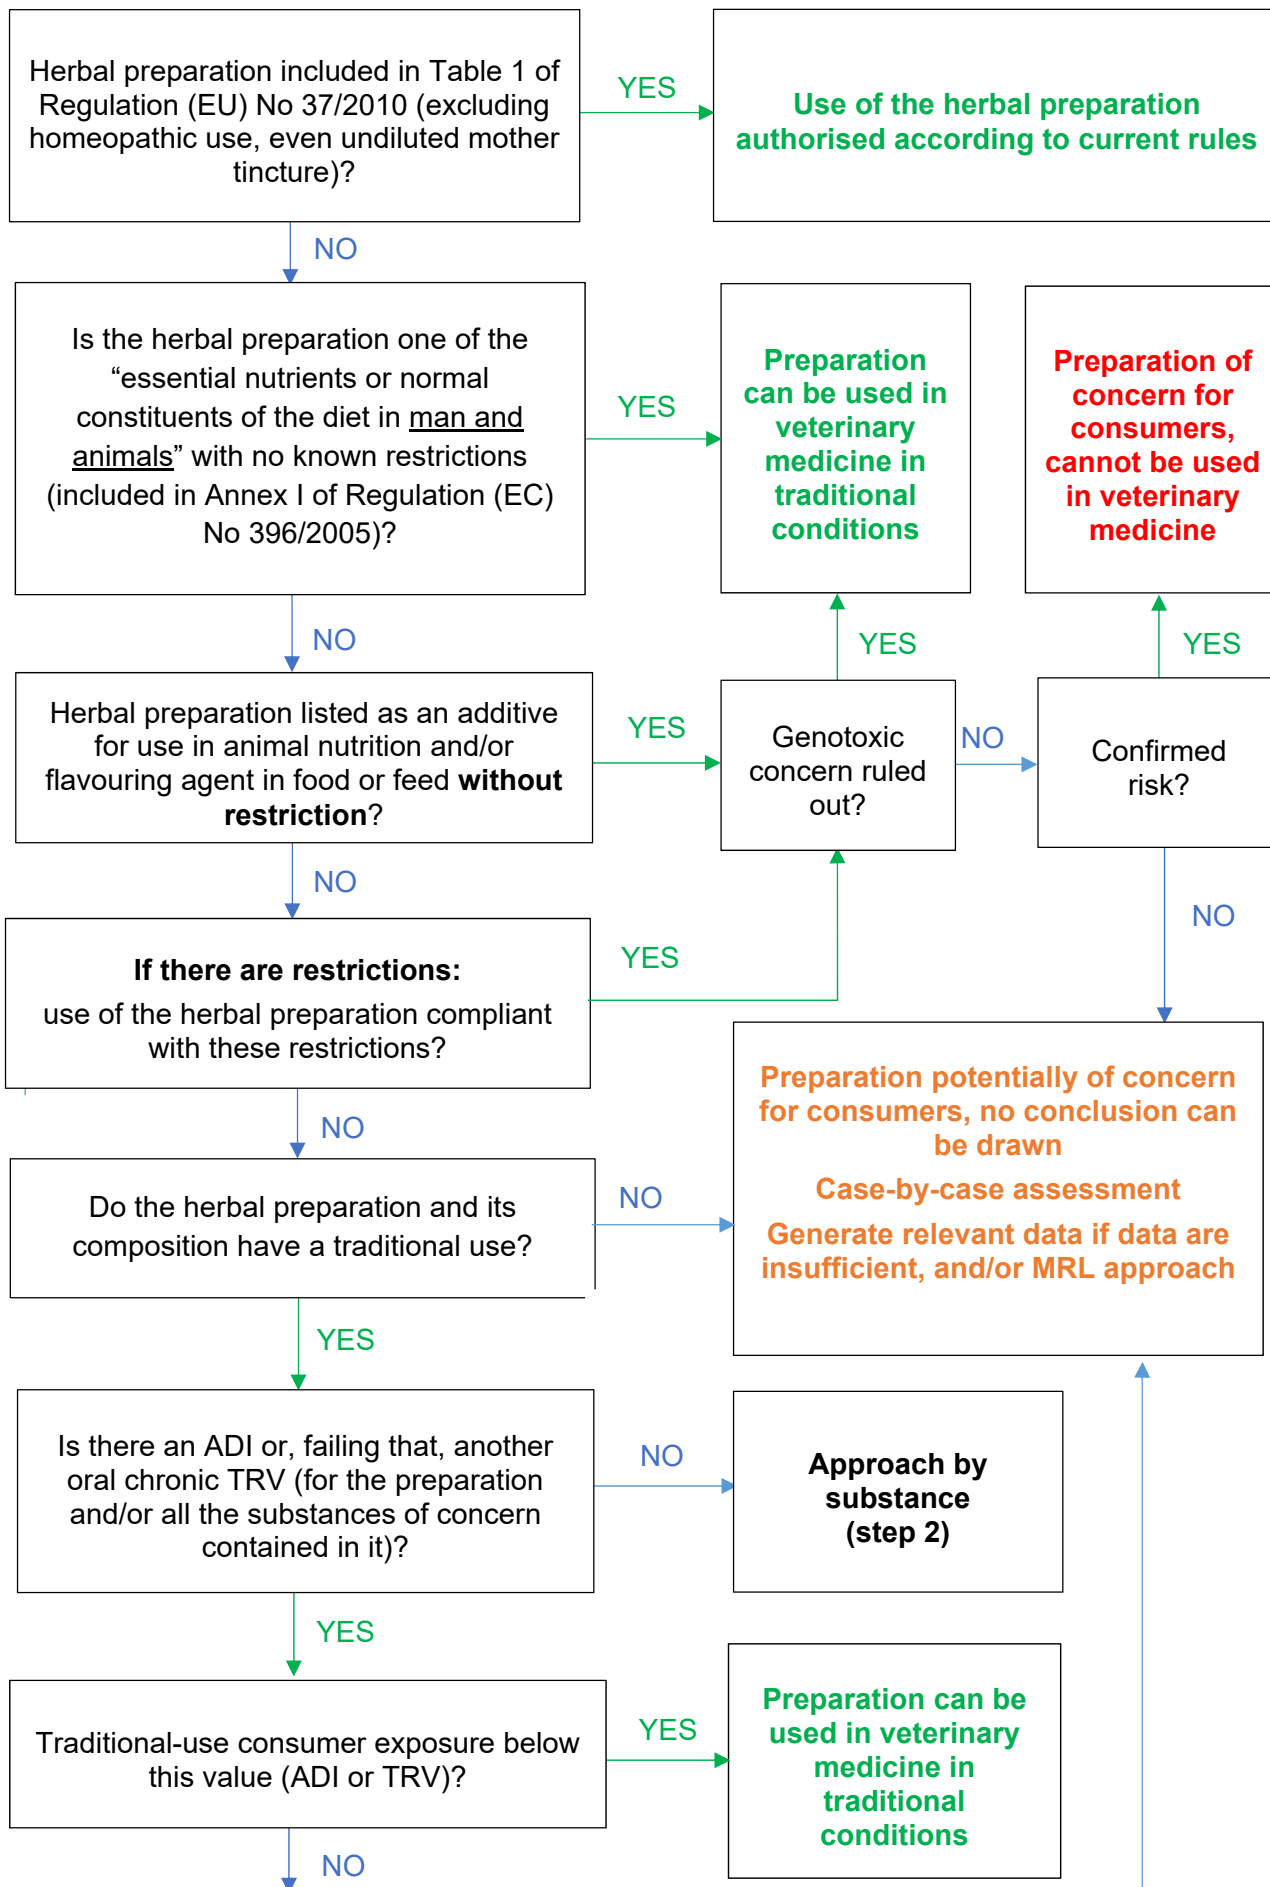 Herbal preparation included in Table 1 of
Regulation (EU) No 37/2010 (excluding
homeopathic use, even undiluted mother
tincture)?
YES
Use of the herbal preparation
authorised according to current rules
NO
Is the herbal preparation one of the
“essential nutrients or normal
constituents of the diet in man and
animals” with no known restrictions
(included in Annex I of Regulation (EC)
No 396/2005)?
YES
Preparation
can be used in
veterinary
medicine in
traditional
conditions
Preparation of
concern for
consumers,
cannot be used
in veterinary
medicine
NO
YES
YES
Herbal preparation listed as an additive
for use in animal nutrition and/or
flavouring agent in food or feed without
restriction?
YES
Genotoxic
concern ruled
out?
NO
Confirmed
risk?
NO
NO
If there are restrictions:
use of the herbal preparation compliant
with these restrictions?
YES
NO
Preparation potentially of concern
for consumers, no conclusion can
be drawn
Case-by-case assessment
Generate relevant data if data are
insufficient, and/or MRL approach
Do the herbal preparation and its
composition have a traditional use?
NO
YES
Is there an ADI or, failing that, another
oral chronic TRV (for the preparation
and/or all the substances of concern
contained in it)?
NO
Approach by
substance
(step 2)
YES
Traditional-use consumer exposure below
this value (ADI or TRV)?
YES
Preparation can be
used in veterinary
medicine in
traditional
conditions
NO